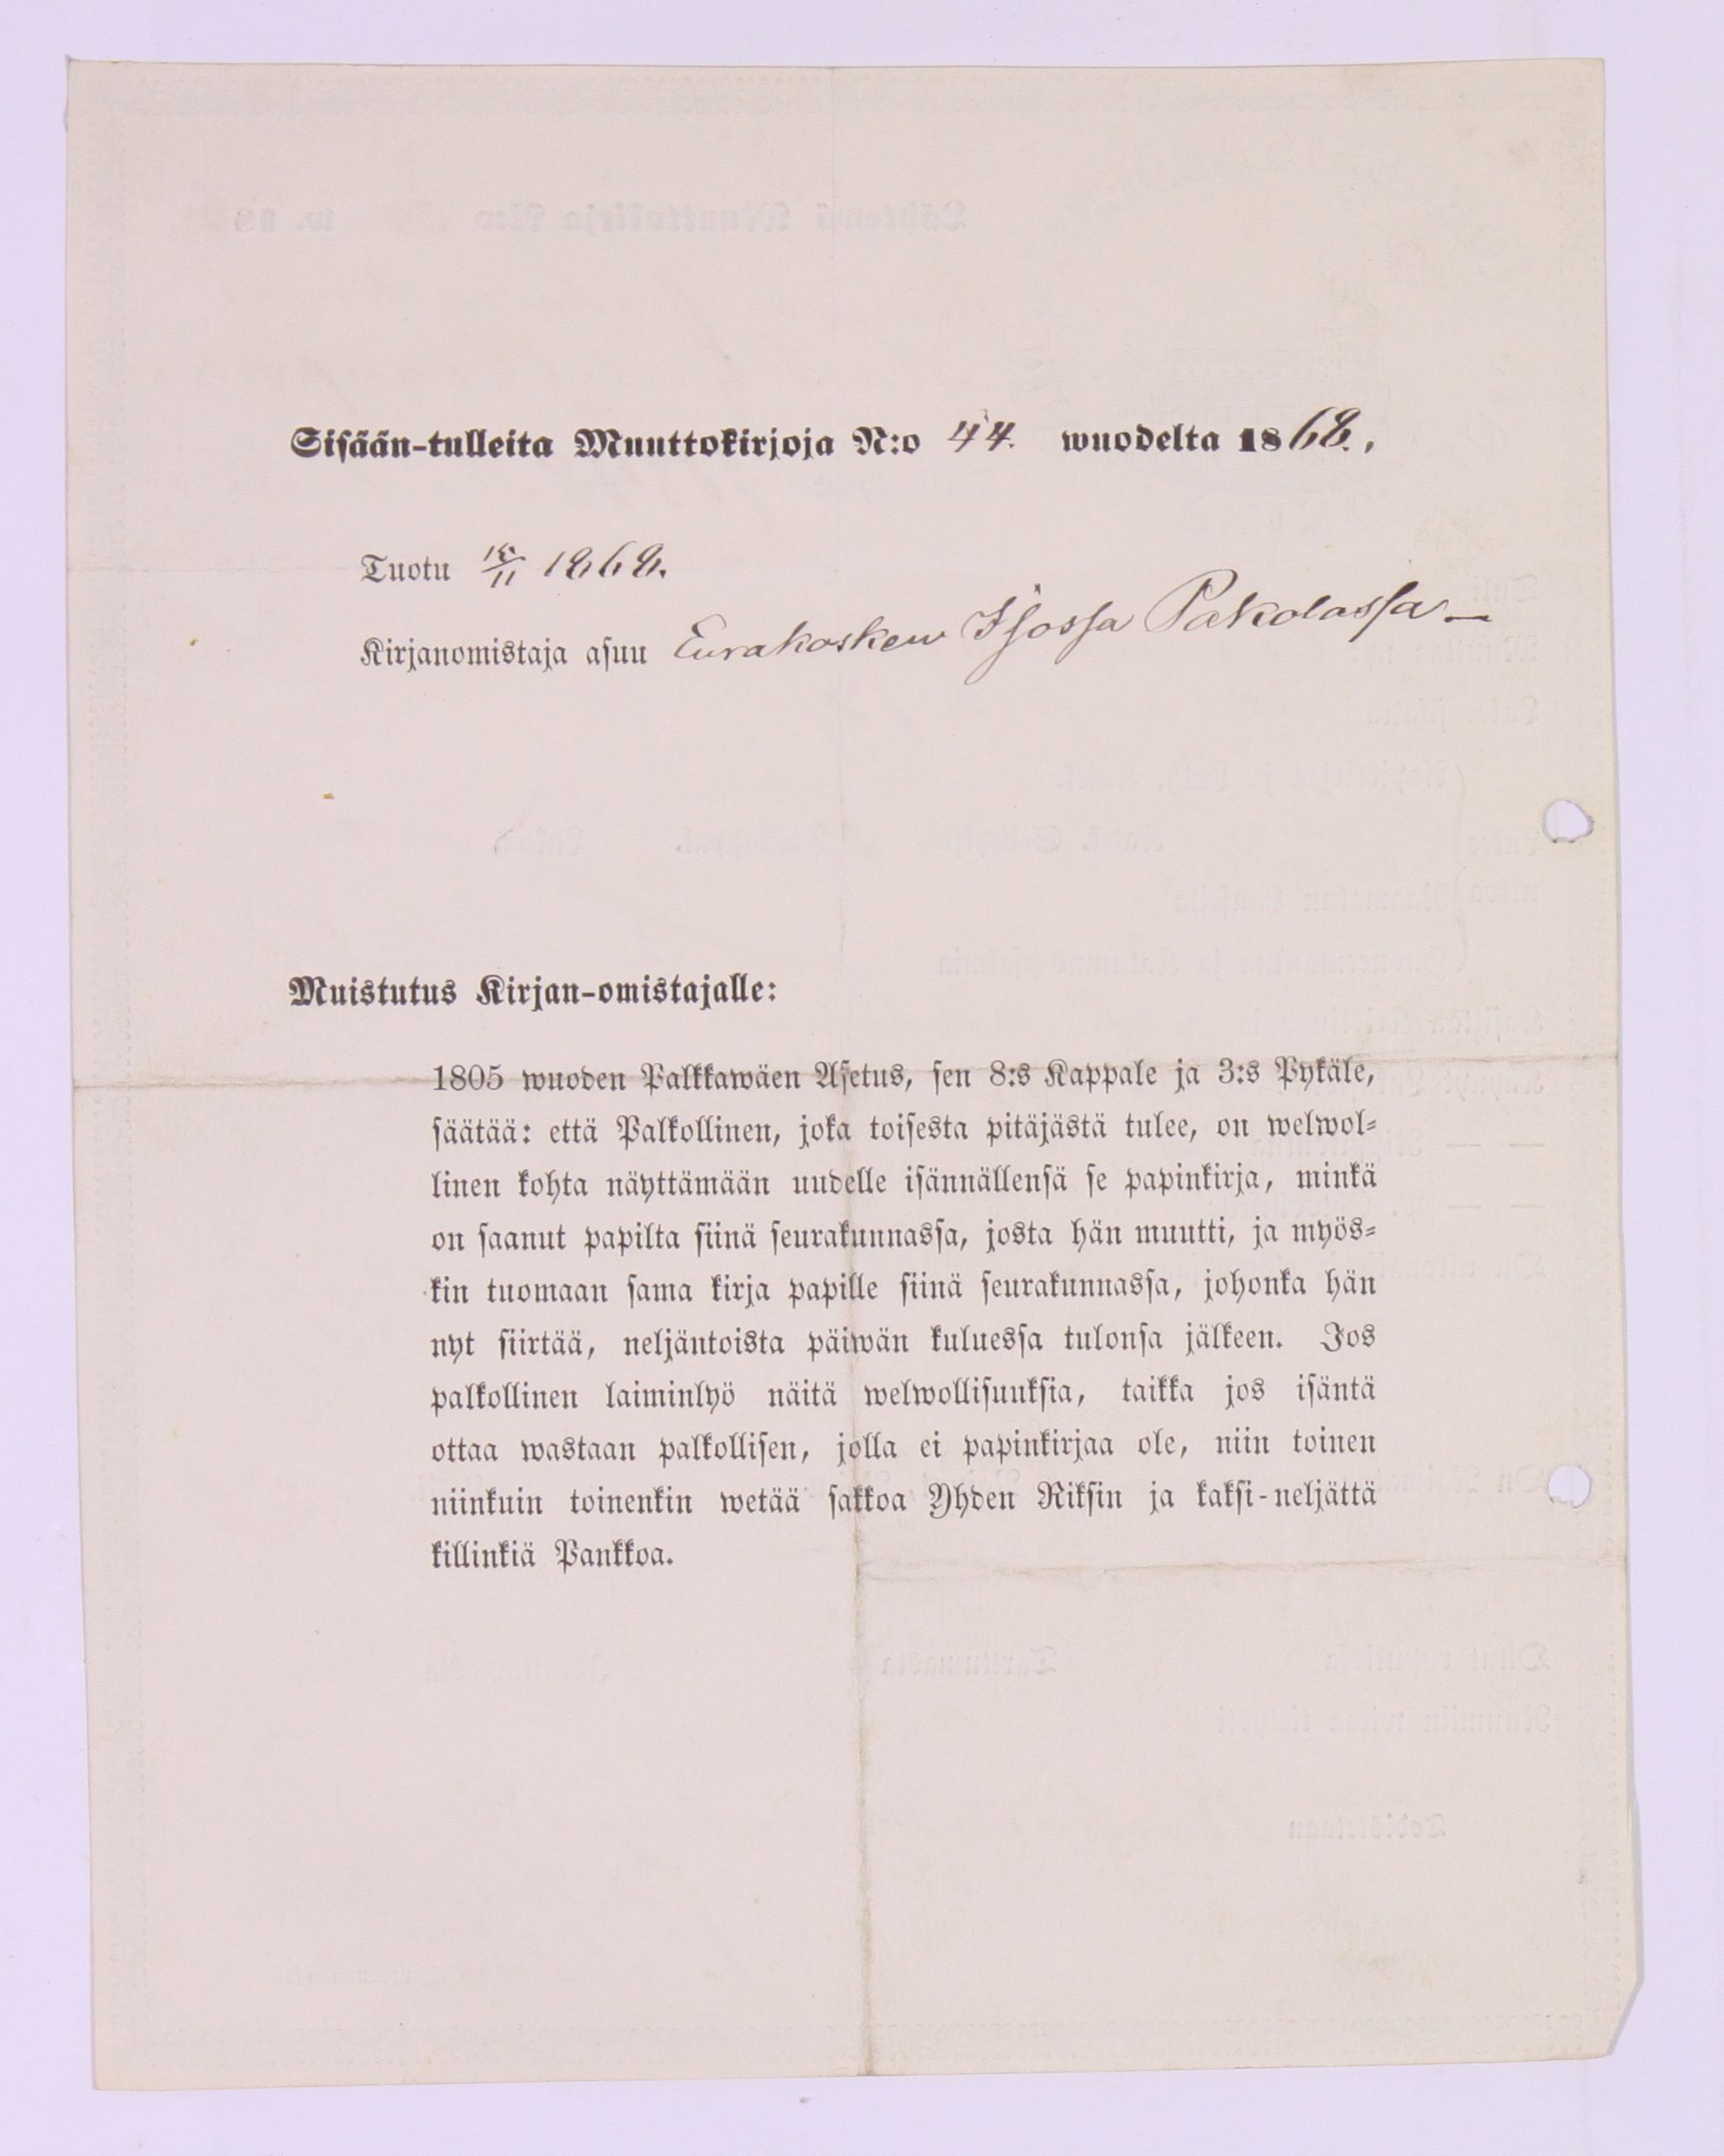 Sisään-tulleita Muuttokirjoja N:o 44. wuodelta 1868.,
Tuotu /11 1868.
Kirjanomistaja asuu Eurakosken Isossa Pakolassa —
Muistutus Kirjan-omistajalle:
1805 wuoden Palkkawäen Asetus, sen 8:s Kappale ja 3:s Pykäle,
säätää: että Palkollinen, joka toisesta pitäjästä tulee, on welwol-
linen kohta näyttämään uudelle isännällensä se papinkirja, minkä
on saanut papilta siinä seurakunnassa, josta hän muutti, ja myös-
kin tuomaan sama kirja papille siinä seurakunnassa, johonka hän
nyt siirtää, neljäntoista päiwän kuluessa tulonsa jälkeen. Jos
palkollinen laiminlyö näitä welwollisuuksia, taikka jos isäntä
ottaa wastaan palkollisen, jolla ei papinkirjaa ole, niin toinen
niinkuin toinenkin wetää sakkoa Yhden Riksin ja kaksi-neljättä
killinkiä Pankkoa.